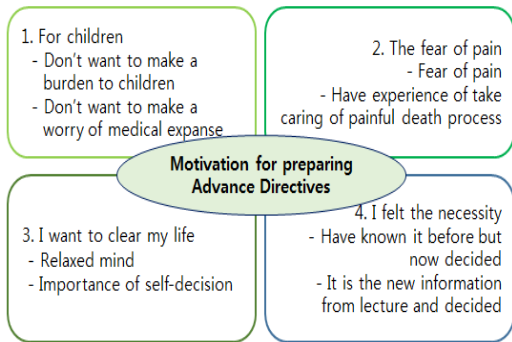 1. For children
- Don't want to make a
burden to children
- Don't want to make a
worry of medical expanse
2. The fear of pain
- Fear of pain
- Have experience of take
caring of painful death process
Motivation for preparing
Advance Directives
3. I want to clear my life
- Relaxed mind
- Importance of self-decision
4. I felt the necessity
- Have known it before but
now decided
- It is the new information
from lecture and decided